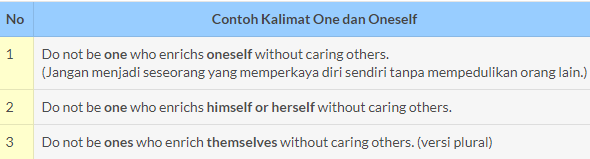 No Contoh Kalimat One dan Oneself
1 Do not be one who enrichs oneself without caring others.
(Jangan menjadi seseorang yang memperkaya diri sendiri tanpa mempedulikan orang lain.)
2 Do not be one who enrichs himself or herself without caring others.
3 Do not be ones who enrich themselves without caring others. (versi plural)